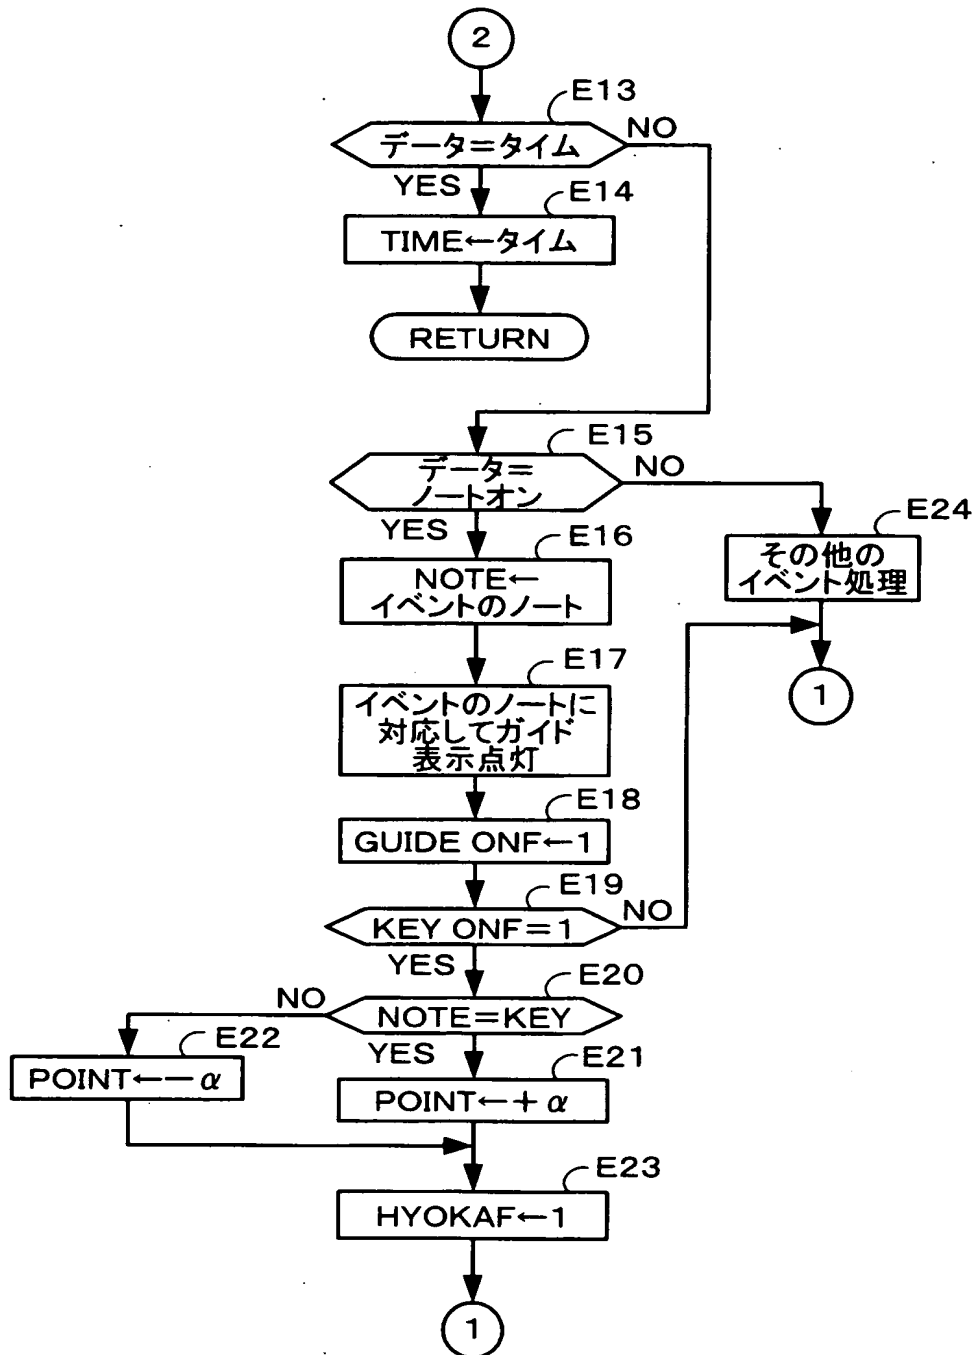 2
E13
データ=タイム
NO
YES
E14
TIME←タイム
RETURN
E15
データ=
ノートオン
NO
YES
E16
E24
NOTE←
イベントのノート
その他の
イベント処理
E17
イベントのノートに
対応してガイド
表示点灯
1
E18
GUIDE ONF←1
E19
KEY ONF=1
NO
YES
E20
NO
NOTE=KEY
E22
YES
E21
POINT←-α
POINT←+α
E23
HYOKAF←1
1